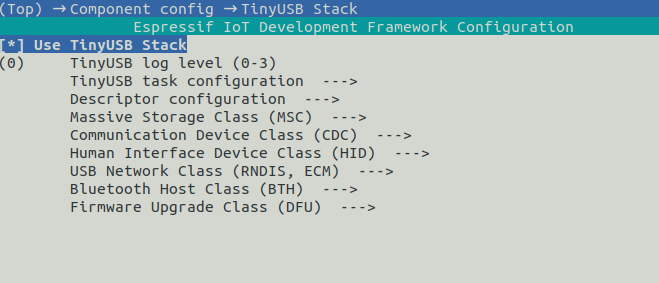 (Top) → Component config → TinyUSB Stack
Espressif IoT Development Framework Configuration
[*] Use TinyUSB Stack
(0) TinyUSB log level (0-3)
TinyUSB task configuration --->
Descriptor configuration --->
Massive Storage Class (MSC) --->
Communication Device Class (CDC) --->
Human Interface Device Class (HID) --->
USB Network Class (RNDIS, ECM) --->
Bluetooth Host Class (BTH) --->
Firmware Upgrade Class (DFU) --->